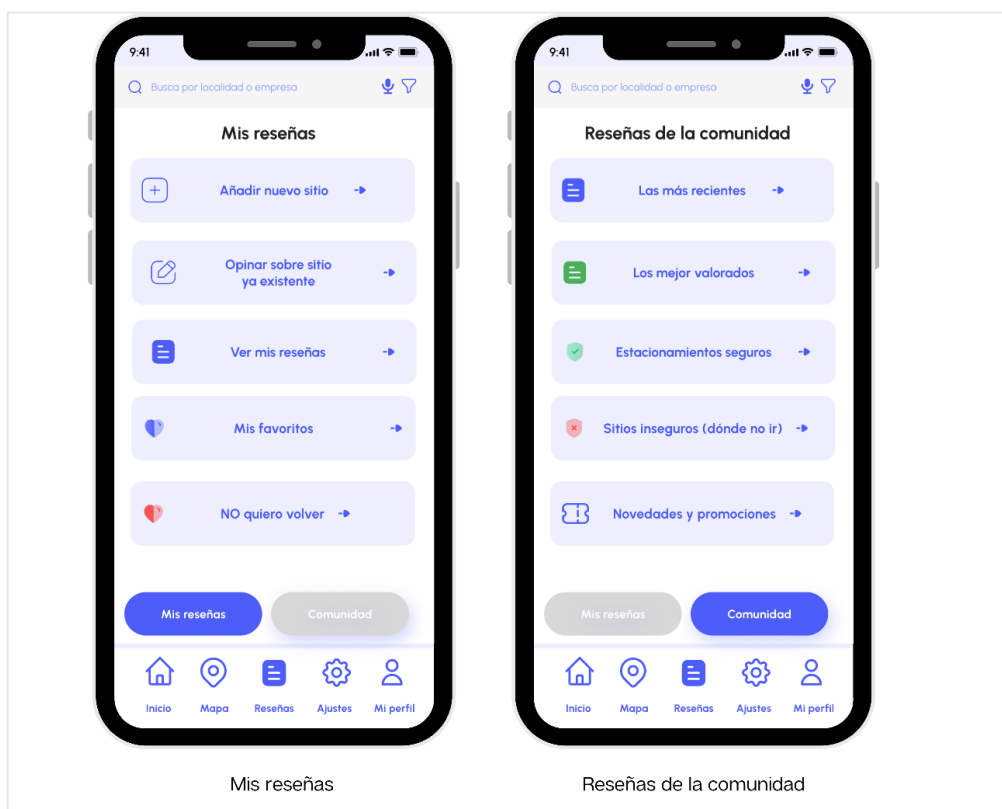 9:41
Busca por localidad o empresa
Mis reseñas
Añadir nuevo sitio
Opinar sobre sitio
ya existente
Ver mis reseñas
Mis favoritos
NO quiero volver
Mis reseñas
Comunidad
Inicio
Mapa
Reseñas
Ajustes
Mi perfil
Mis reseñas
9:41
Busca por localidad o empresa
Reseñas de la comunidad
Las más recientes
Los mejor valorados
Estacionamientos seguros
Sitios inseguros (dónde no ir)
Novedades y promociones
Mis reseñas
Comunidad
Inicio
Mapa
Reseñas
Ajustes
Mi perfil
Reseñas de la comunidad